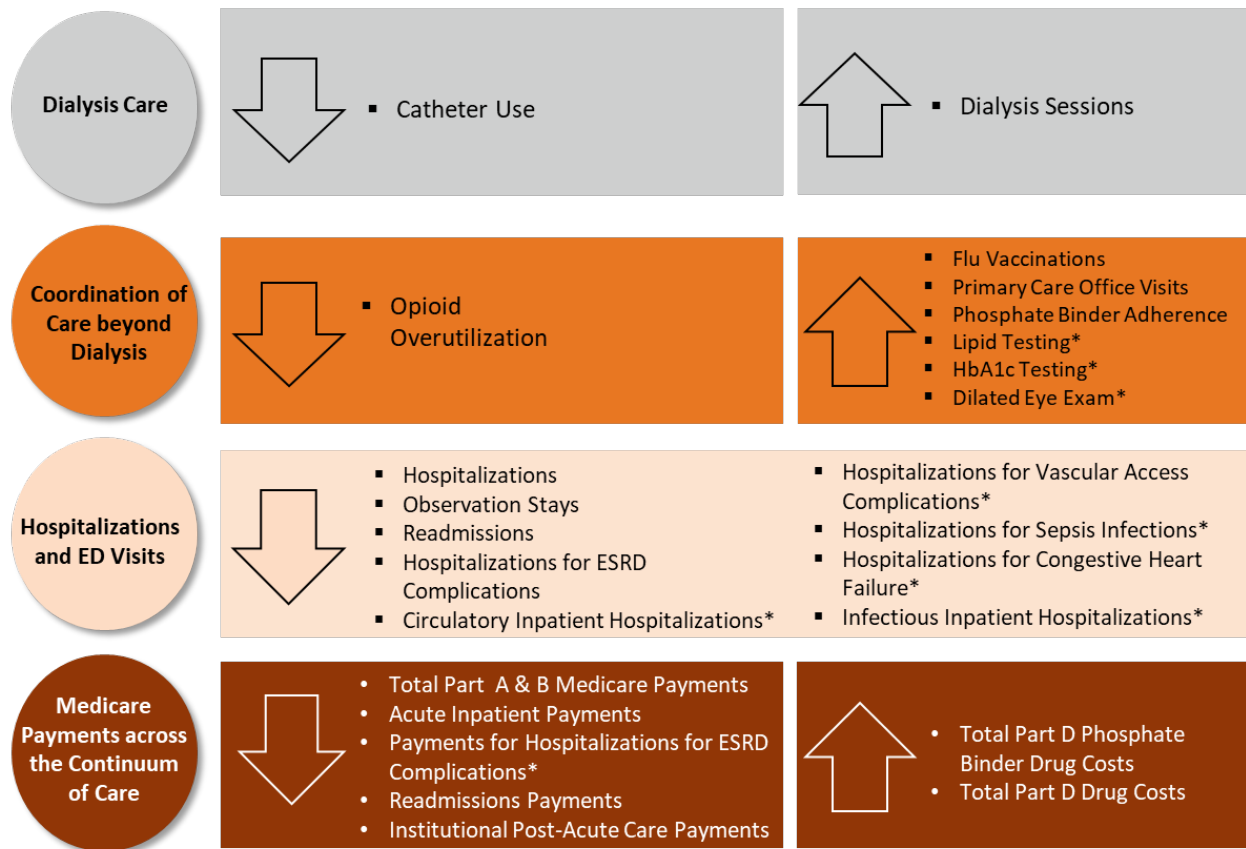 Dialysis Care
▪ Catheter Use
▪ Dialysis Sessions
Coordination of
Care beyond
Dialysis
▪ Opioid
Overutilization
▪ Flu Vaccinations
▪ Primary Care Office Visits
▪ Phosphate Binder Adherence
▪ Lipid Testing*
▪ HbA1c Testing*
▪ Dilated Eye Exam*
Hospitalizations
and ED Visits
▪ Hospitalizations
▪ Observation Stays
▪ Readmissions
▪ Hospitalizations for ESRD
Complications
▪ Circulatory Inpatient Hospitalizations*
▪ Hospitalizations for Vascular Access
Complications*
▪ Hospitalizations for Sepsis Infections*
▪ Hospitalizations for Congestive Heart
Failure*
▪ Infectious Inpatient Hospitalizations*
Medicare
Payments across
the Continuum
of Care
• Total Part A & B Medicare Payments
• Acute Inpatient Payments
• Payments for Hospitalizations for ESRD
Complications*
• Readmissions Payments
• Institutional Post-Acute Care Payments
• Total Part D Phosphate
Binder Drug Costs
• Total Part D Drug Costs